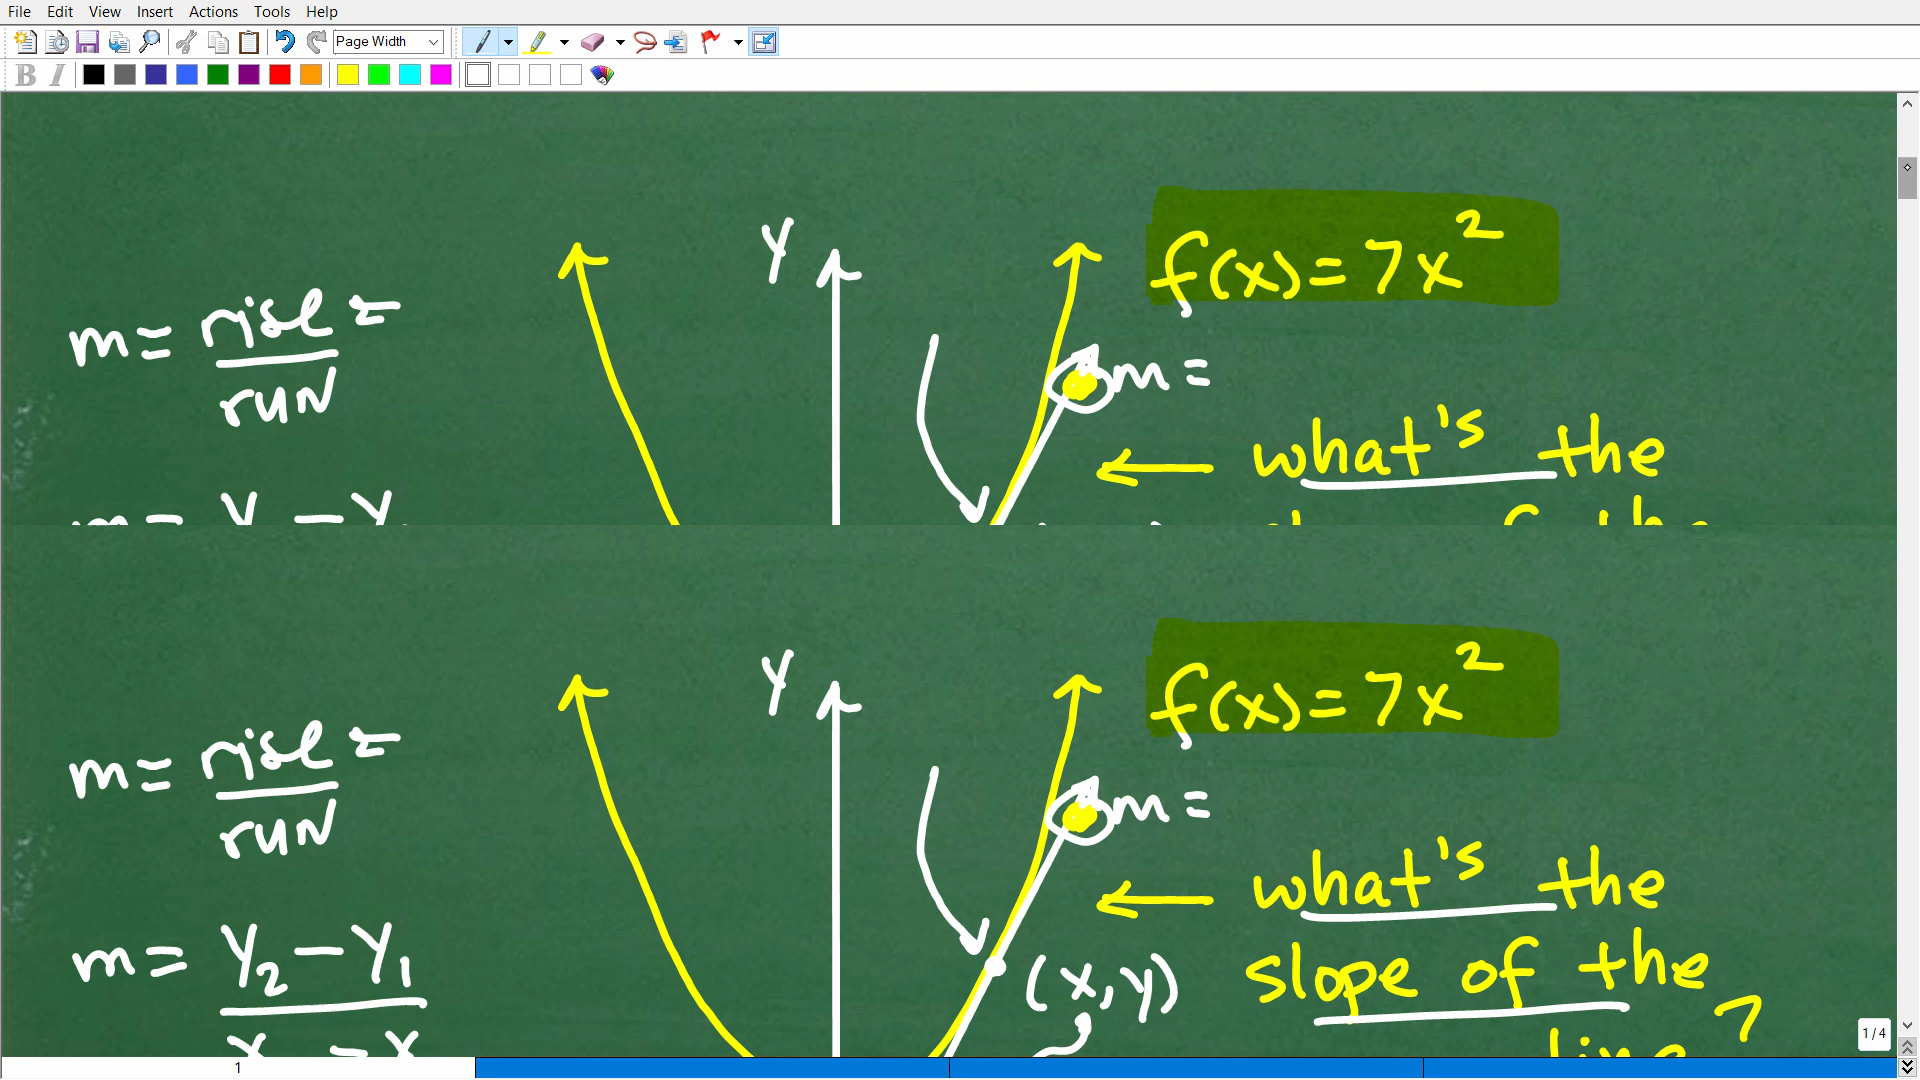 File Edit View Insert Actions Tools Help
Page Width
B I
Y
f(x) = 7x²
m = rise =
run
m =
what's the
m = Y - Y
Y
f(x) = 7x²
m = rise =
run
m =
what's the
m = Y₂ - Y₁
slope of the
(x,y)
line?
x - x
1 / 4
1